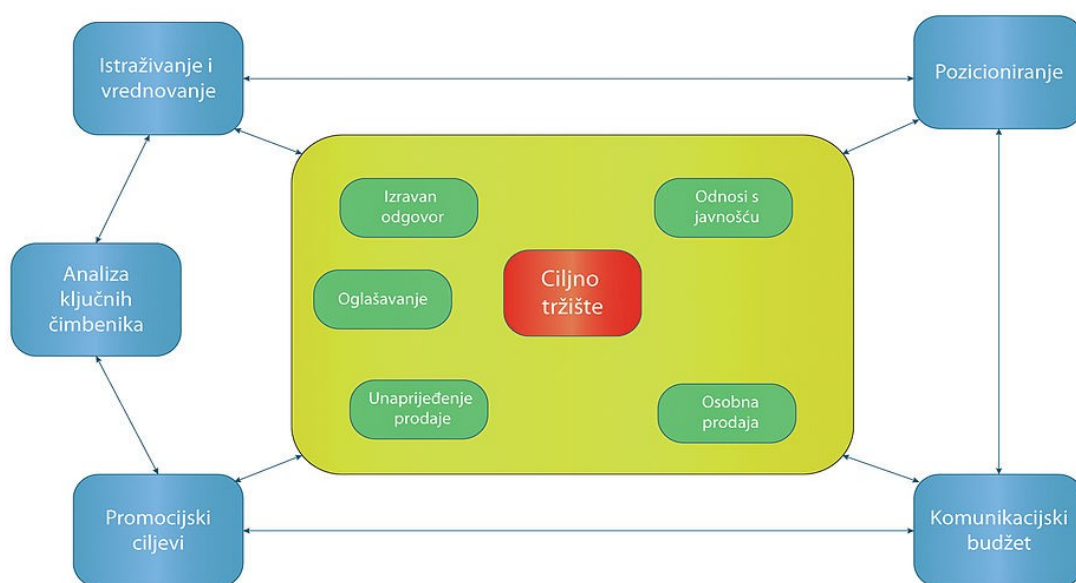 Istraživanje i
vrednovanje
Pozicioniranje
Izravan
odgovor
Odnosi s
javnošću
Analiza
ključnih
čimbenika
Oglašavanje
Ciljno
tržište
Unaprijeđenje
prodaje
Osobna
prodaja
Promocijski
ciljevi
Komunikacijski
budžet